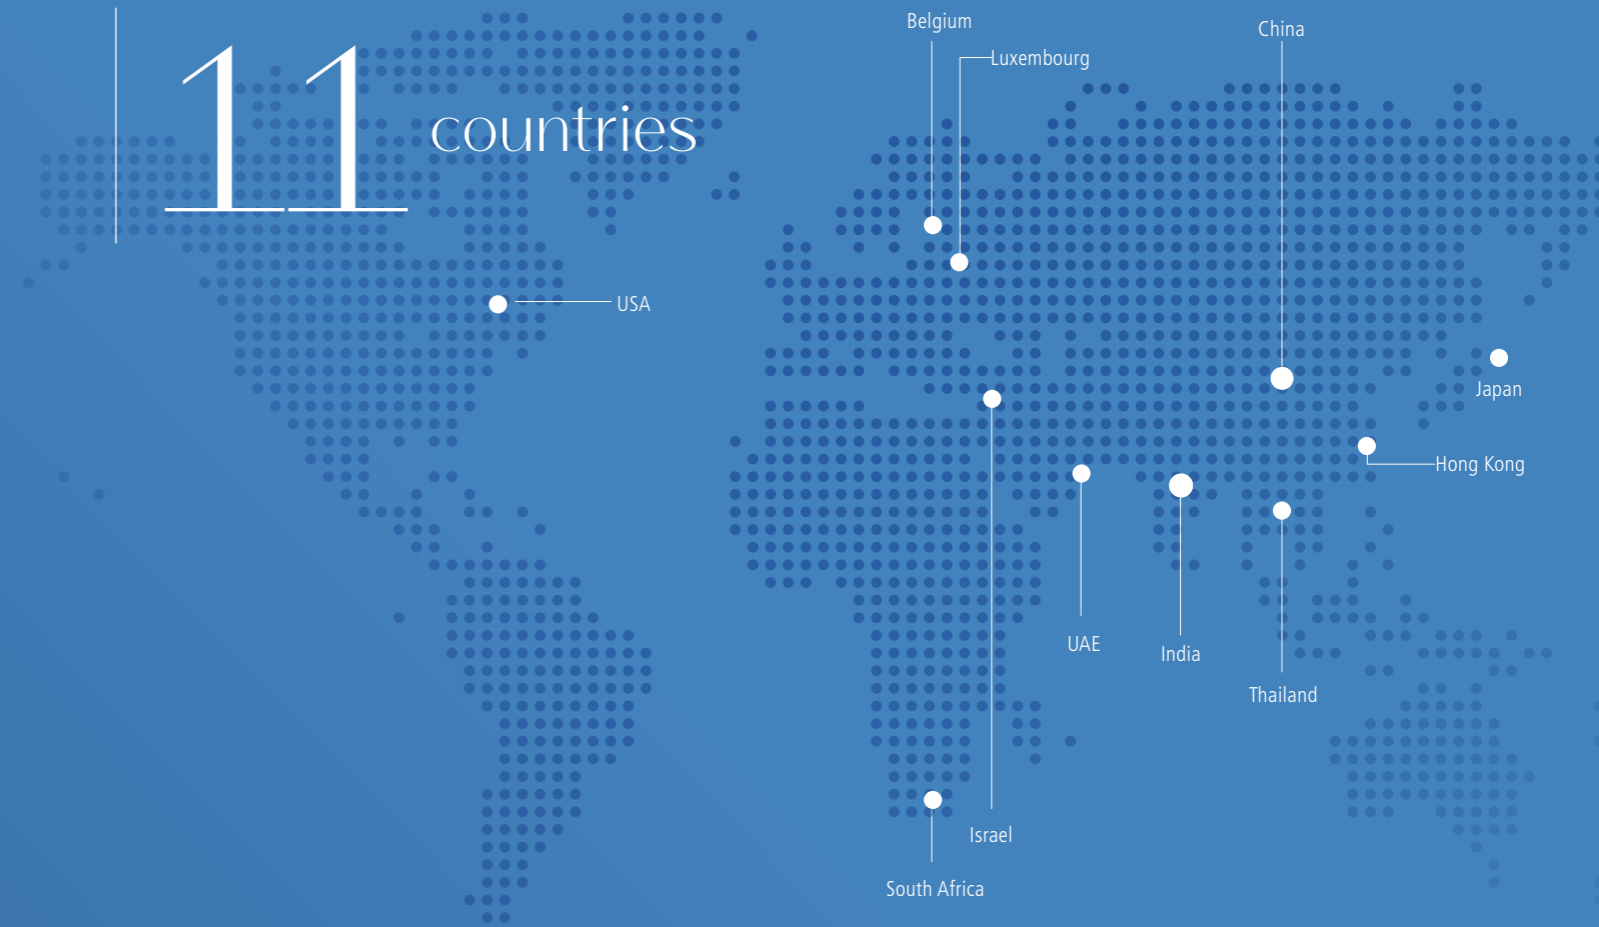 11 countries
Belgium
Luxembourg
China
USA
Japan
Hong Kong
UAE
India
Thailand
Israel
South Africa